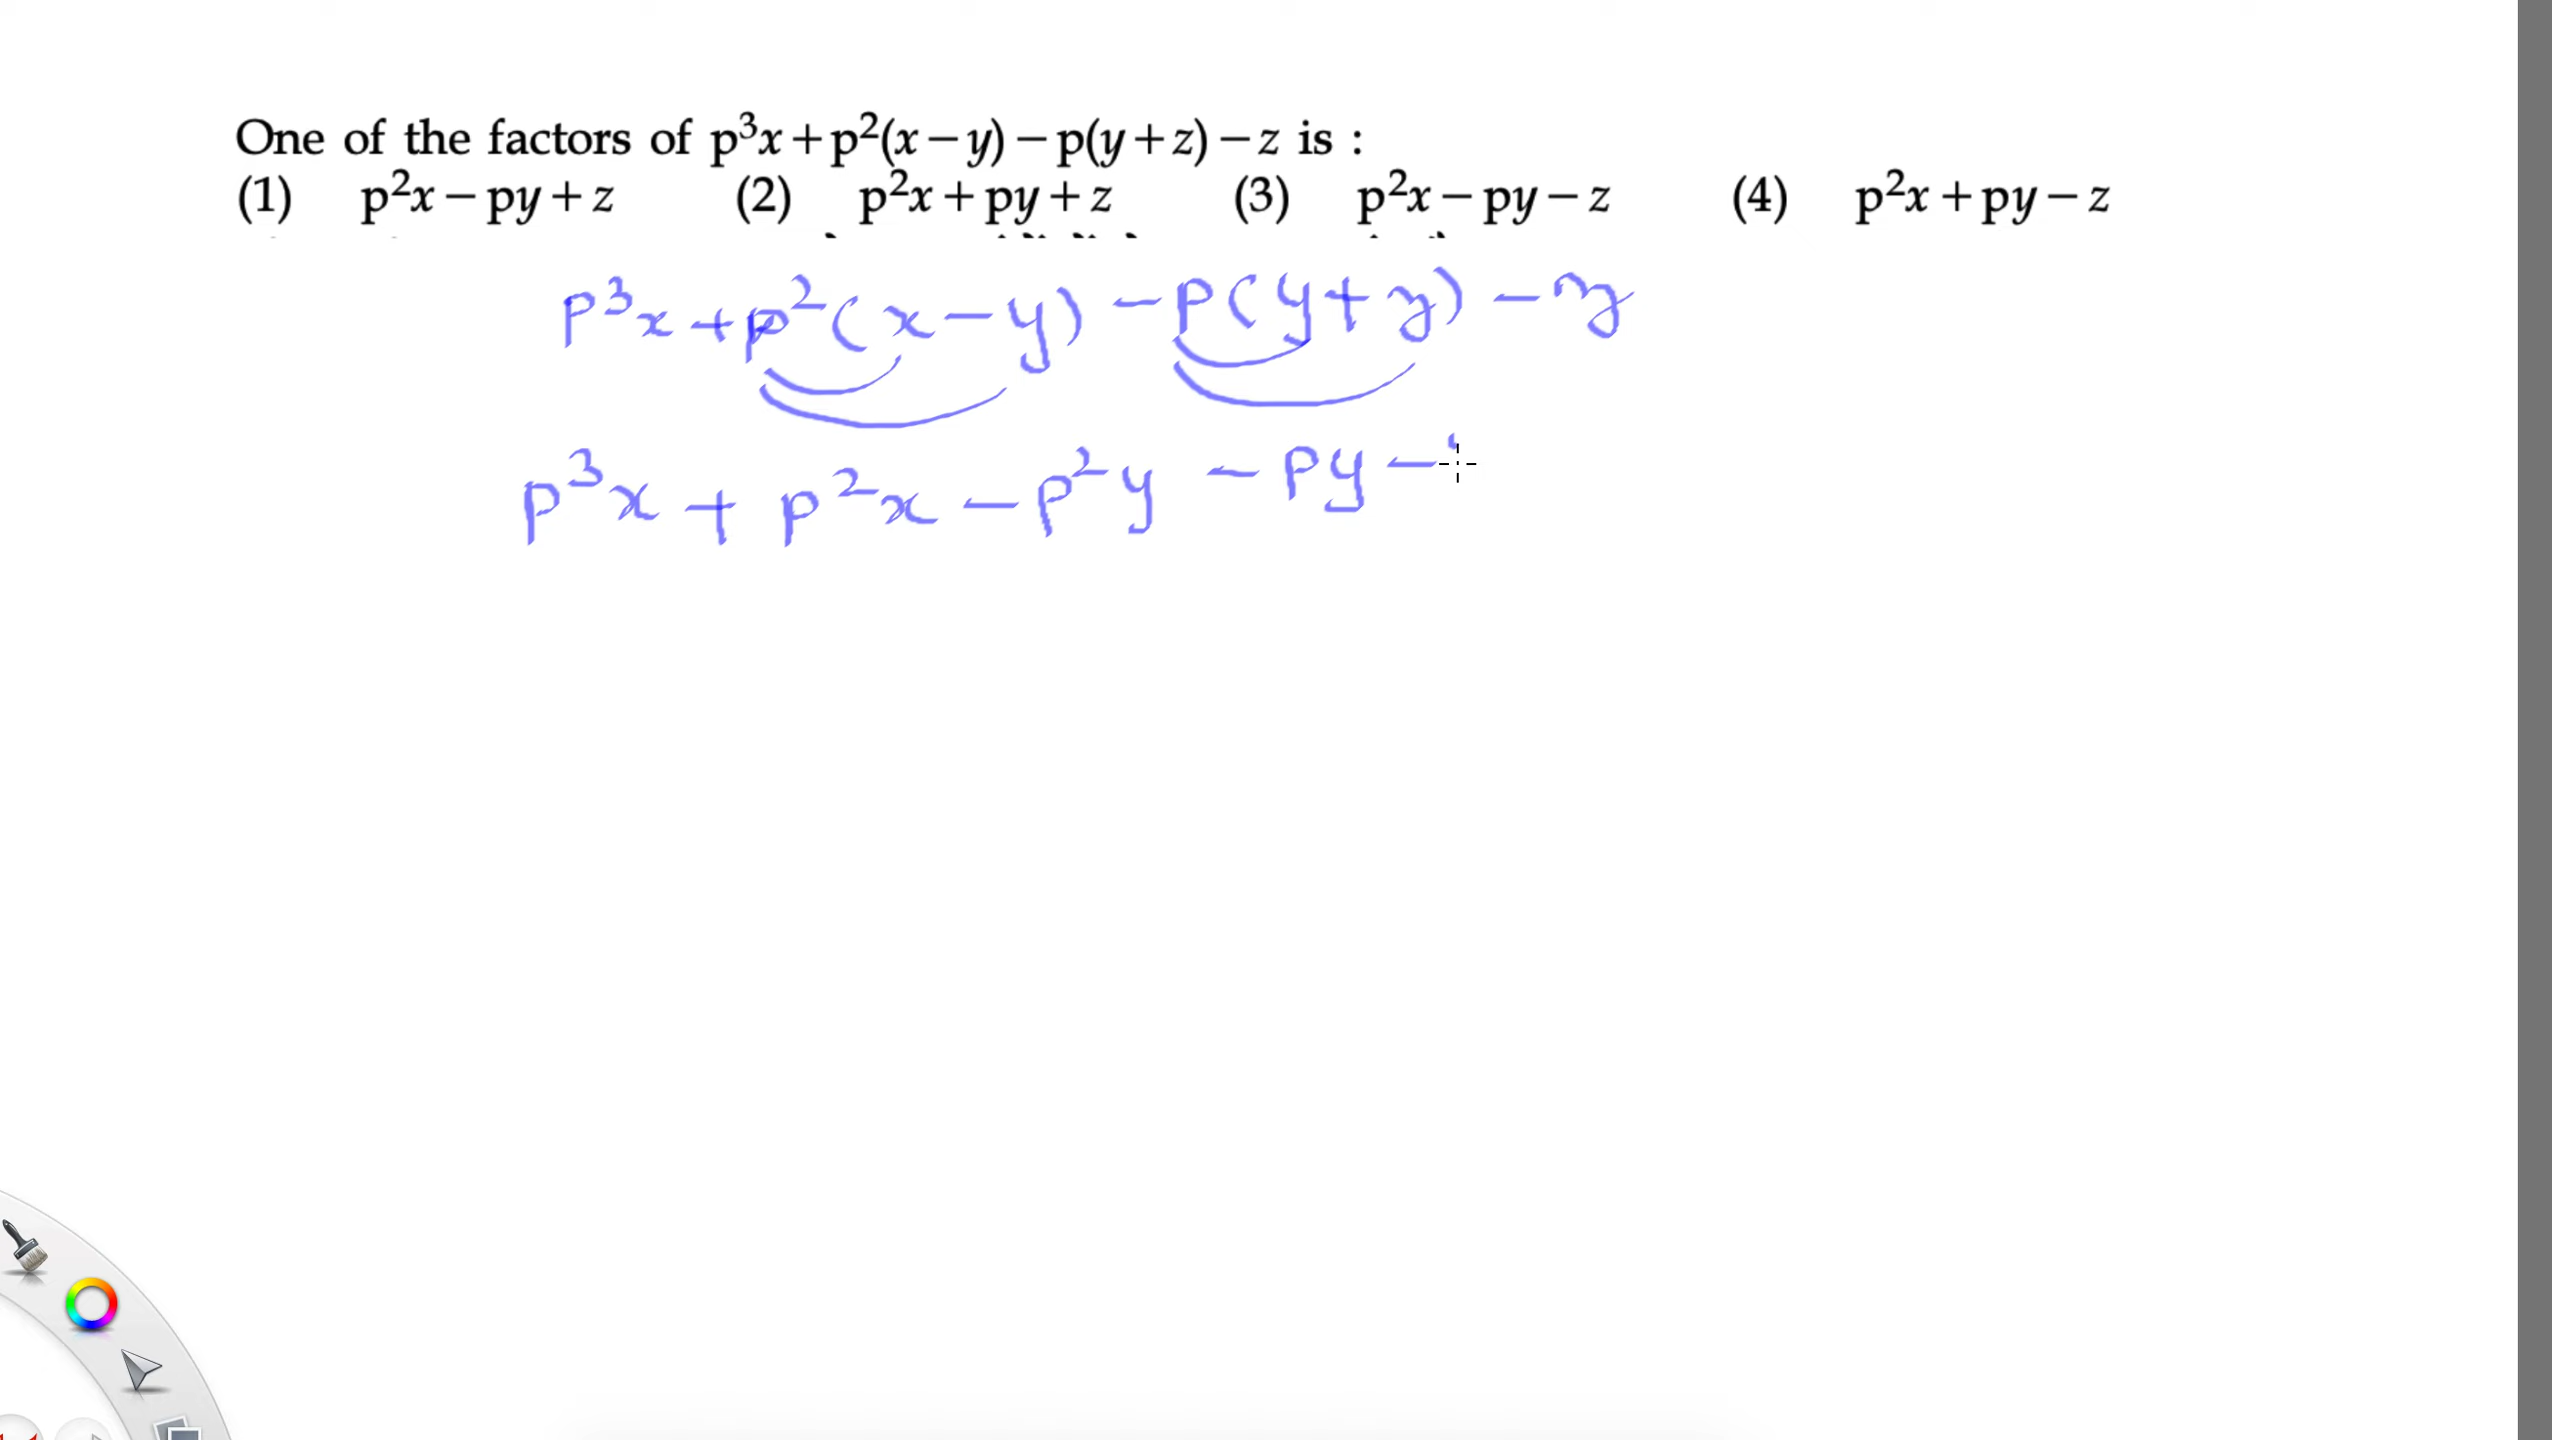 One of the factors of p³x+p²(x−y)−p(y+z)−z is :
(1) p²x−py+z (2) p²x+py+z (3) p²x−py−z (4) p²x+py−z
p³x+p²(x−y)−p(y+z)−z
p³x + p²x − p²y − py −